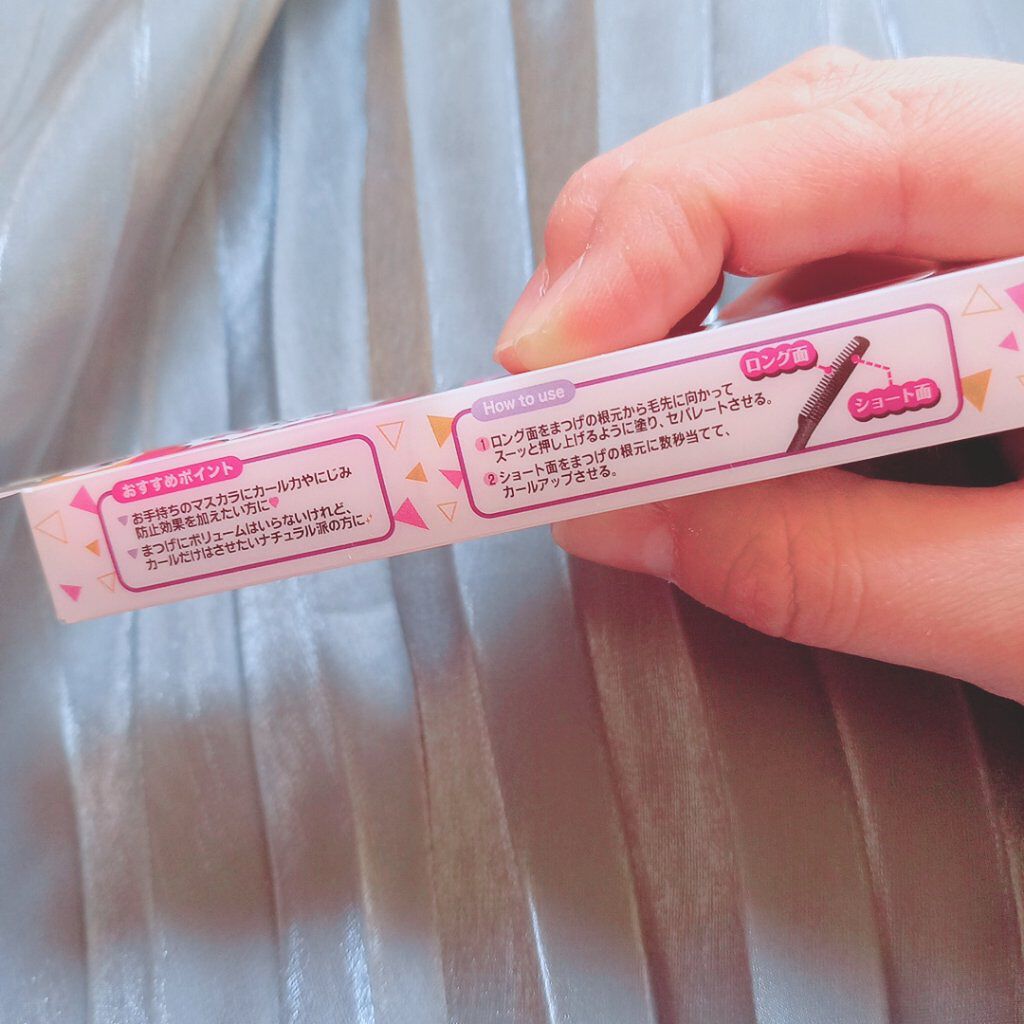 おすすめポイント
お手持ちのマスカラにカール力やにじみ
防止効果を加えたい方に
まつげにボリュームはいらないけれど、
カールだけはさせたいナチュラル派の方に
How to use
1 ロング面をまつげの根元から毛先に向かって
スーッと押し上げるように塗り、セパレートさせる。
2 ショート面をまつげの根元に数秒当てて、
カールアップさせる。
ロング面
ショート面